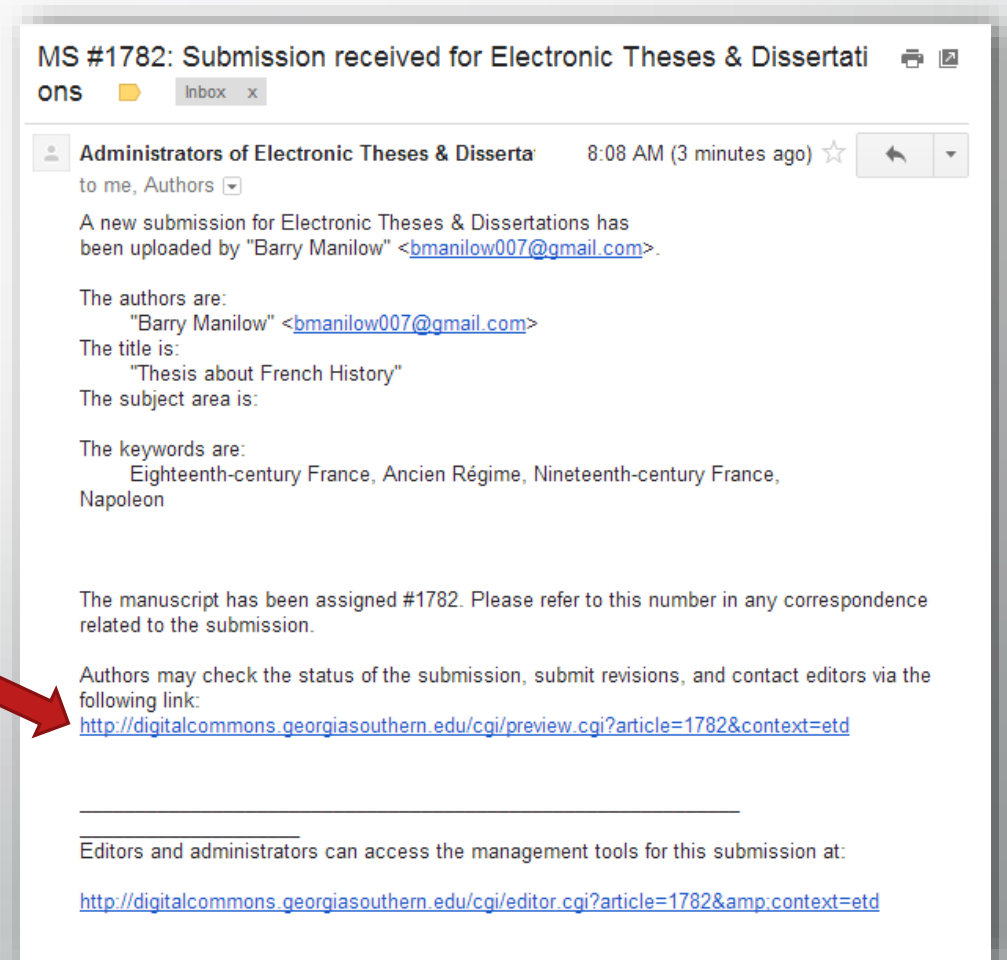 MS #1782: Submission received for Electronic Theses & Dissertati
ons Inbox x
Administrators of Electronic Theses & Disserta 8:08 AM (3 minutes ago)
to me, Authors
A new submission for Electronic Theses & Dissertations has
been uploaded by "Barry Manilow" <bmanilow007@gmail.com>.
The authors are:
"Barry Manilow" <bmanilow007@gmail.com>
The title is:
"Thesis about French History"
The subject area is:
The keywords are:
Eighteenth-century France, Ancien Régime, Nineteenth-century France,
Napoleon
The manuscript has been assigned #1782. Please refer to this number in any correspondence
related to the submission.
Authors may check the status of the submission, submit revisions, and contact editors via the
following link:
http://digitalcommons.georgiasouthern.edu/cgi/preview.cgi?article=1782&context=etd
Editors and administrators can access the management tools for this submission at:
http://digitalcommons.georgiasouthern.edu/cgi/editor.cgi?article=1782&amp;context=etd